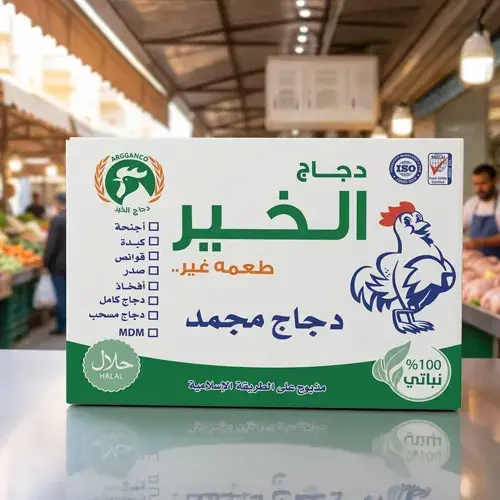 ARGGANCO
دجاج الخير
دجاج
الخير
طعمه غير..
ISO
أجنحة
كبدة
قوانص
صدر
أفخاذ
دجاج كامل
دجاج مسحب
MDM
دجاج مجمد
حلال
HALAL
مذبوح على الطريقة الإسلامية
%100
نباتي